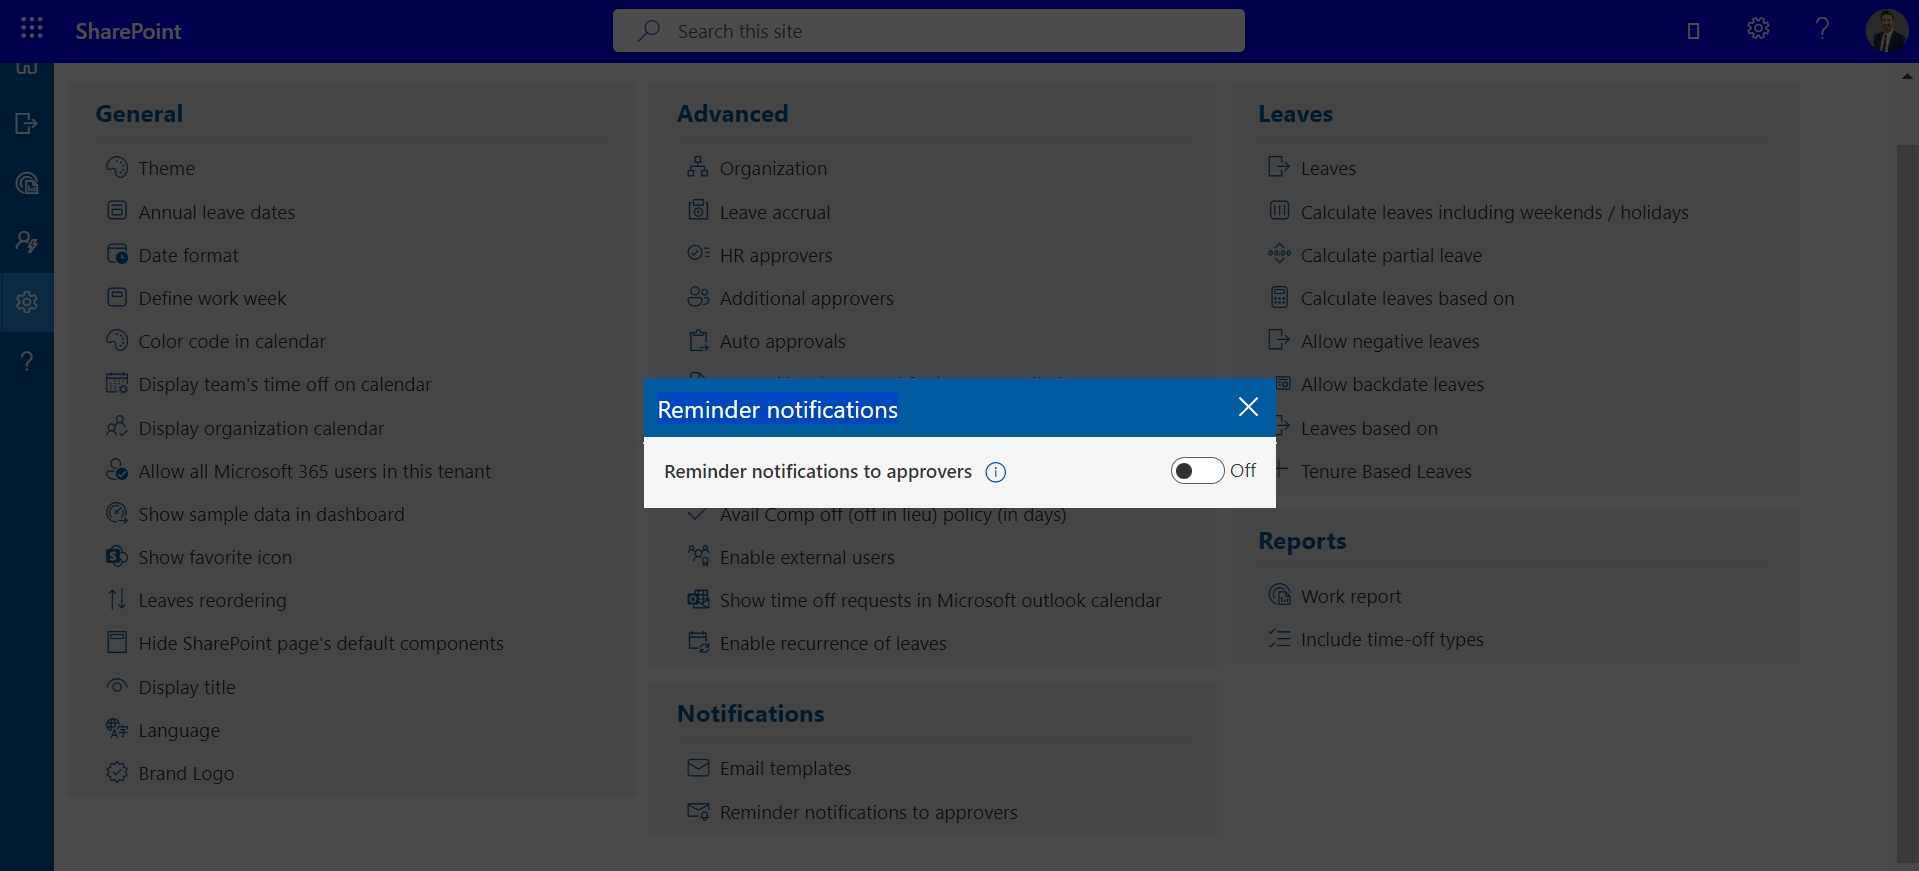 SharePoint
Search this site
General
Theme
Annual leave dates
Date format
Define work week
Color code in calendar
Display team's time off on calendar
Display organization calendar
Allow all Microsoft 365 users in this tenant
Show sample data in dashboard
Show favorite icon
Leaves reordering
Hide SharePoint page's default components
Display title
Language
Brand Logo
Advanced
Organization
Leave accrual
HR approvers
Additional approvers
Auto approvals
Reminder notifications
Reminder notifications to approvers
Off
Avail Comp off (off in lieu) policy (in days)
Enable external users
Show time off requests in Microsoft outlook calendar
Enable recurrence of leaves
Notifications
Email templates
Reminder notifications to approvers
Leaves
Leaves
Calculate leaves including weekends / holidays
Calculate partial leave
Calculate leaves based on
Allow negative leaves
Allow backdate leaves
Leaves based on
Tenure Based Leaves
Reports
Work report
Include time-off types